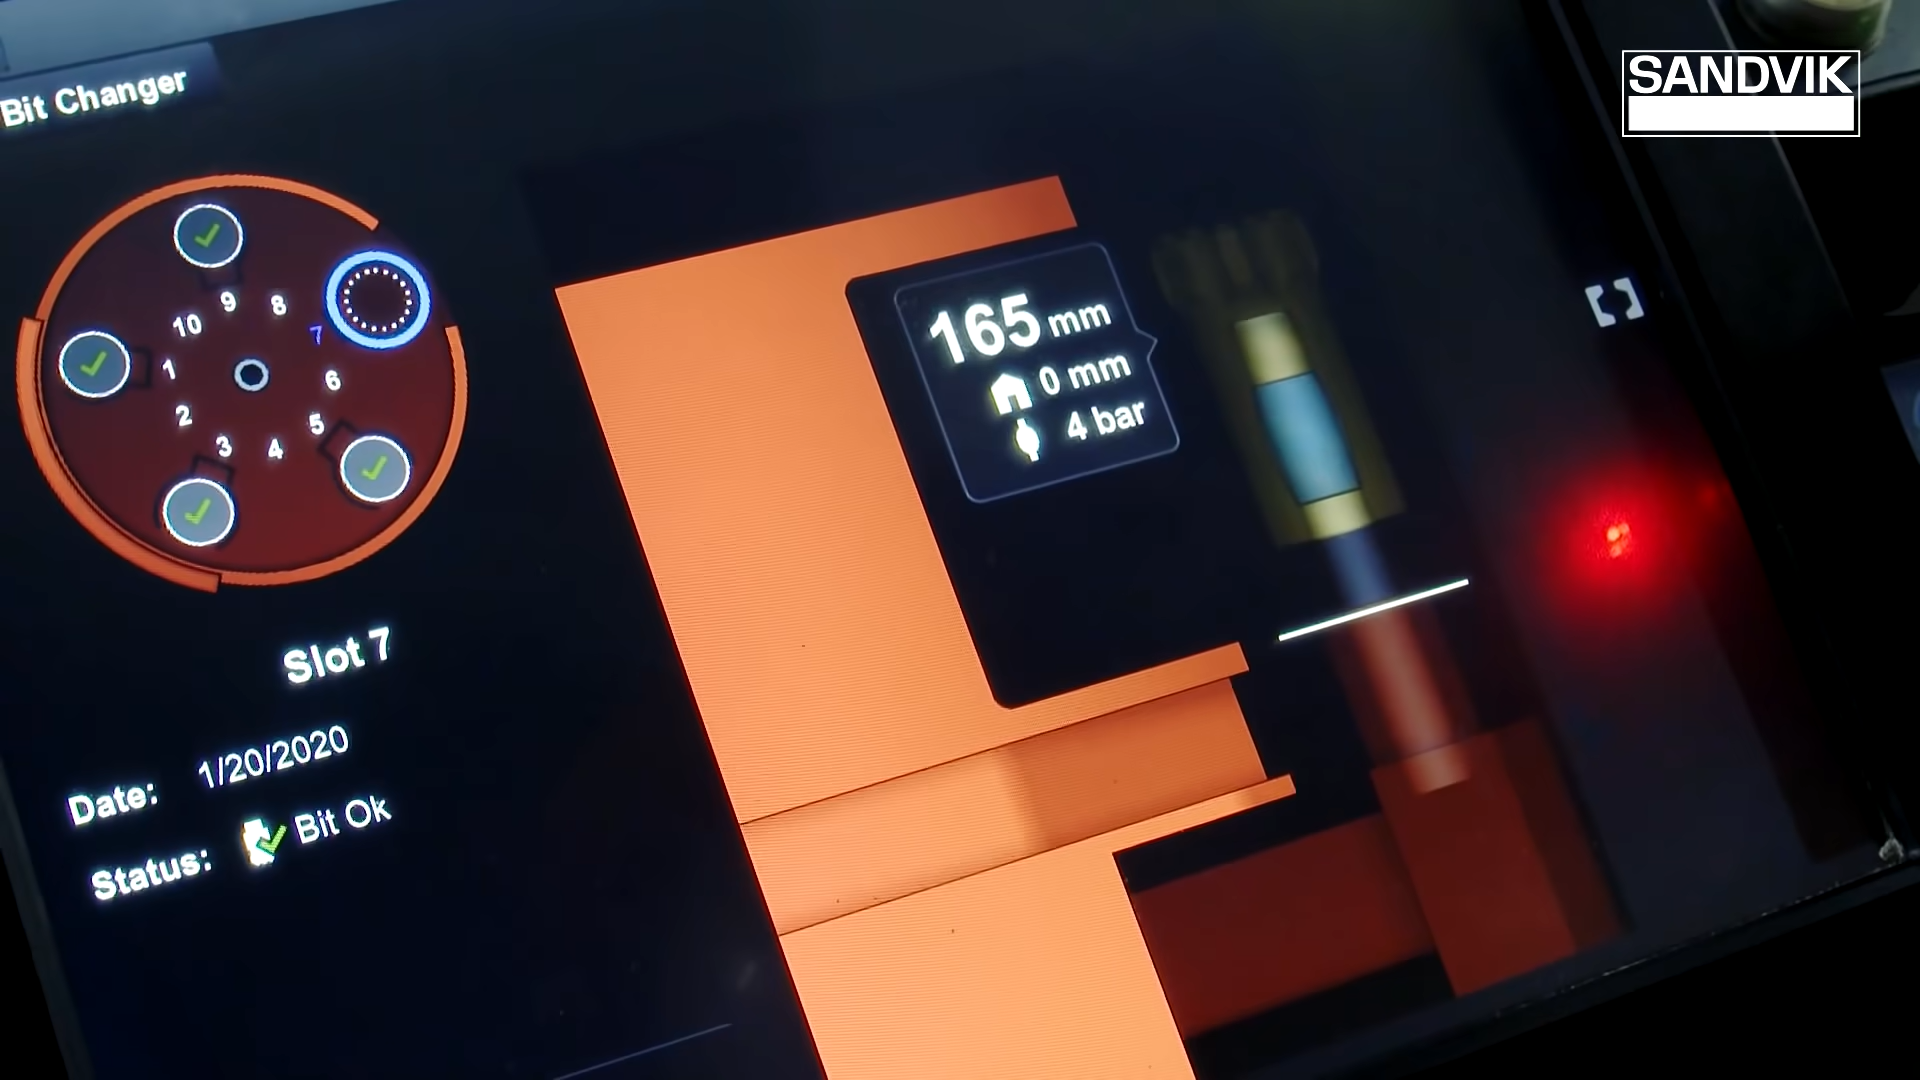 SANDVIK
Bit Changer
9
8
10
7
1
6
2
5
3
4
165 mm
0 mm
4 bar
Slot 7
Date: 1/20/2020
Status: Bit Ok